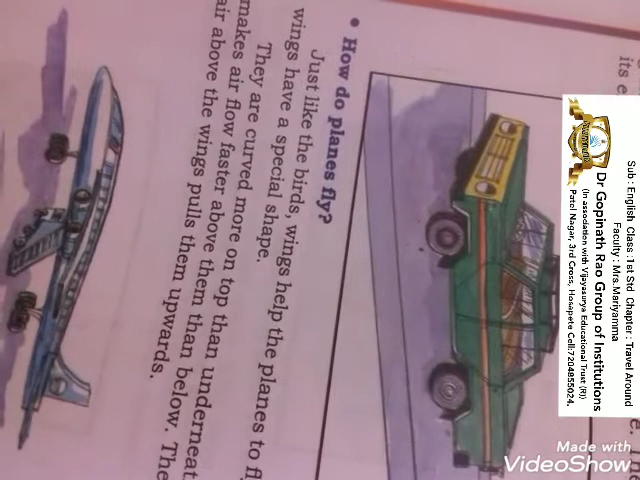 its e
e. The
• How do planes fly?
Just like the birds, wings help the planes to fl
wings have a special shape.
They are curved more on top than underneat
makes air flow faster above them than below. The
air above the wings pulls them upwards.
Sub : English Class :1st Std Chapter : Travel Around
Faculty : Mrs.Mariyamma
Dr Gopinath Rao Group of Institutions
(In association with Vijayasurya Educational Trust (R))
Patel Nagar, 3rd Cross, Hosapete Cell:7204855024,
Made with
VideoShow